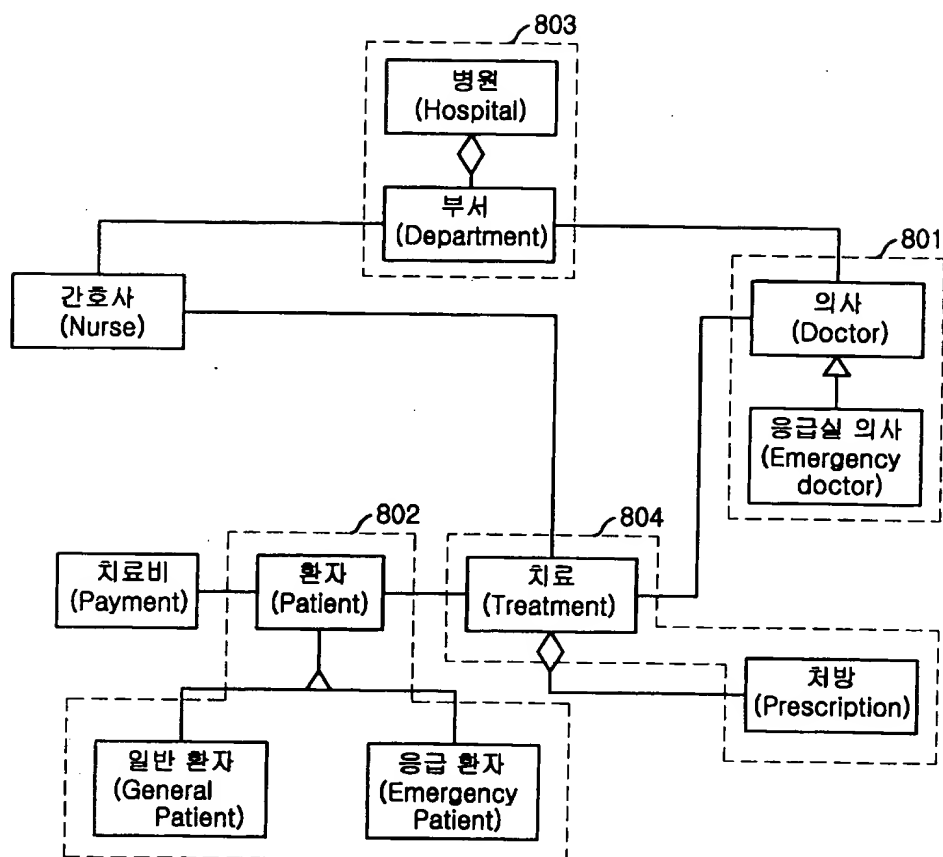 803
병원
(Hospital)
부서
(Department)
801
간호사
(Nurse)
의사
(Doctor)
응급실 의사
(Emergency
doctor)
802
804
치료비
(Payment)
환자
(Patient)
치료
(Treatment)
처방
(Prescription)
일반 환자
(General
Patient)
응급 환자
(Emergency
Patient)